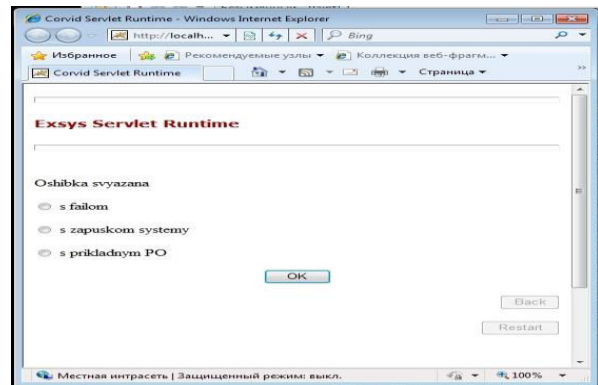 Corvid Servlet Runtime - Windows Internet Explorer
http://localh... Bing
Избранное Рекомендуемые узлы Коллекция веб-фрагм...
Corvid Servlet Runtime Страница
Exsys Servlet Runtime
Oshibka svyazana
s failom
s zapuskom systemy
s prikladnym PO
OK
Back
Restart
Местная интрасеть | Защищенный режим: выкл. 100%